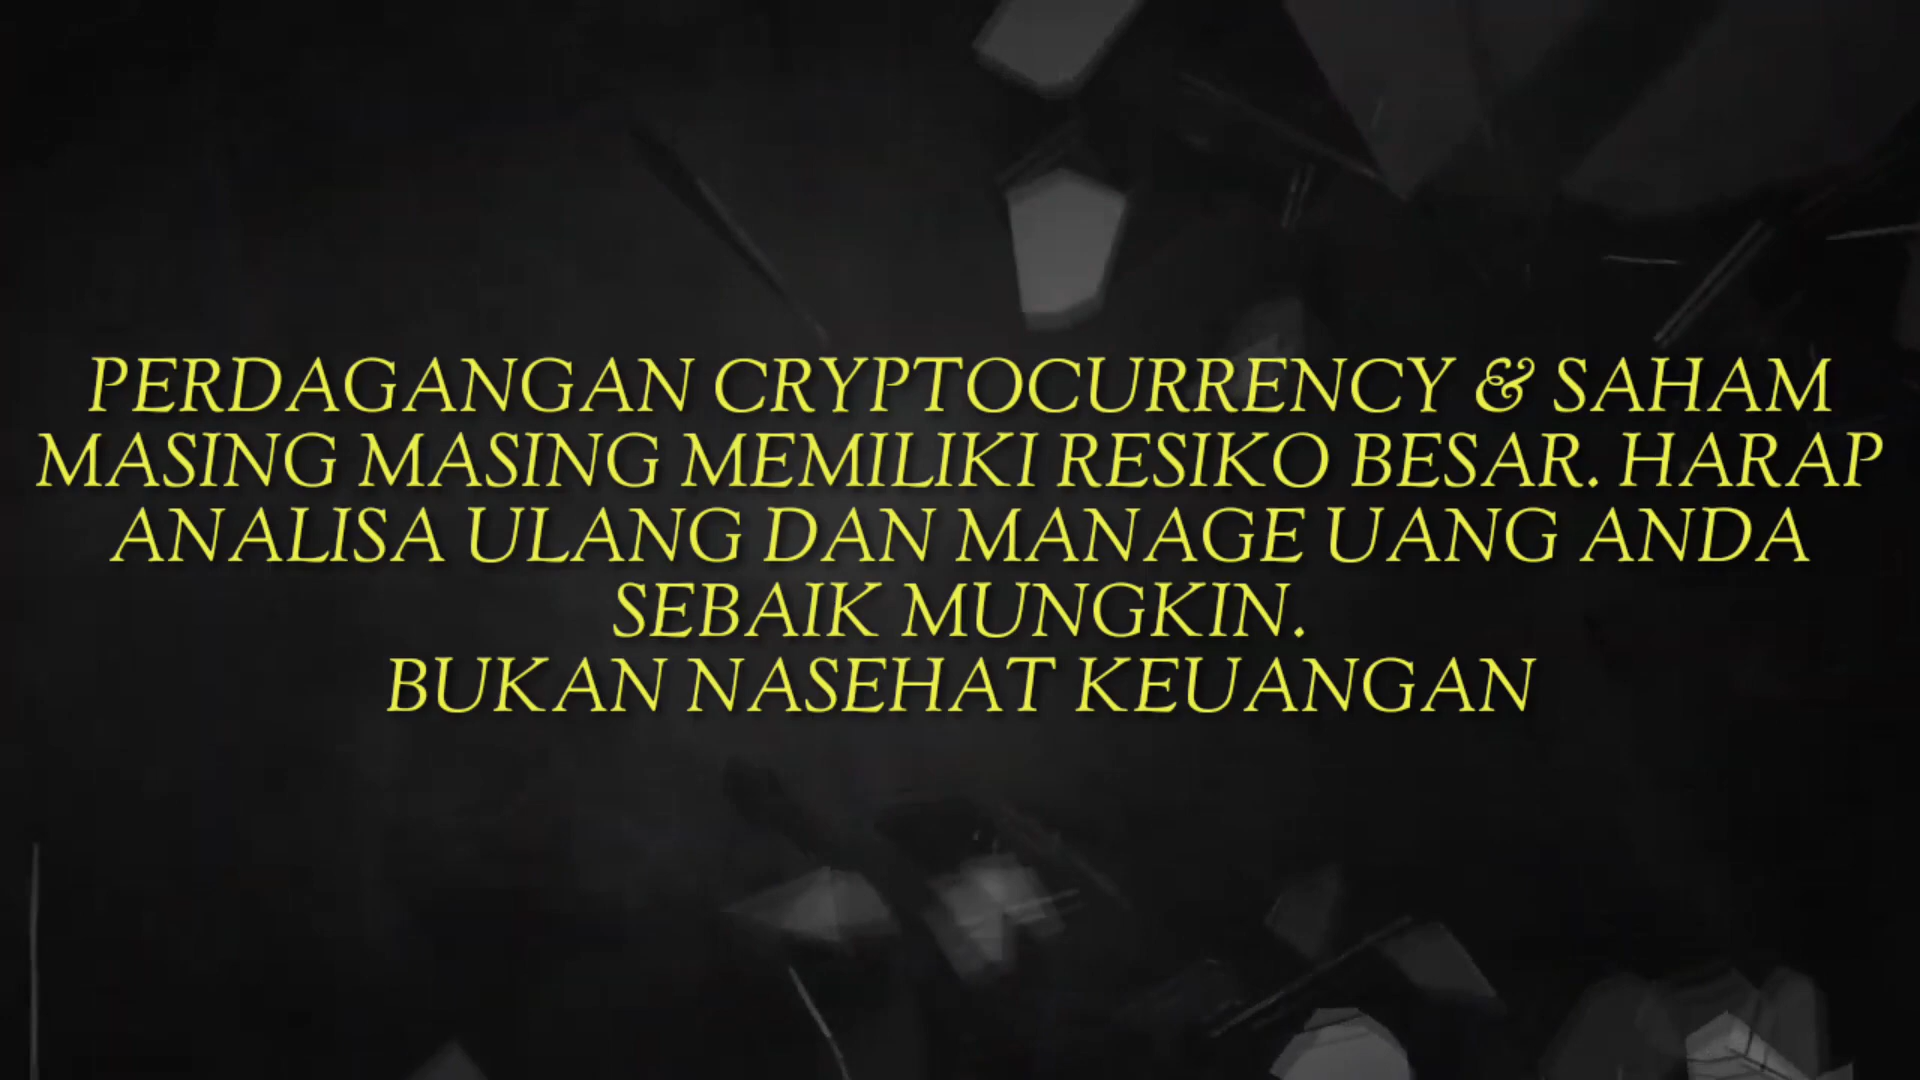 PERDAGANGAN CRYPTOCURRENCY & SAHAM
MASING MASING MEMILIKI RESIKO BESAR. HARAP
ANALISA ULANG DAN MANAGE UANG ANDA
SEBAIK MUNGKIN.
BUKAN NASEHAT KEUANGAN